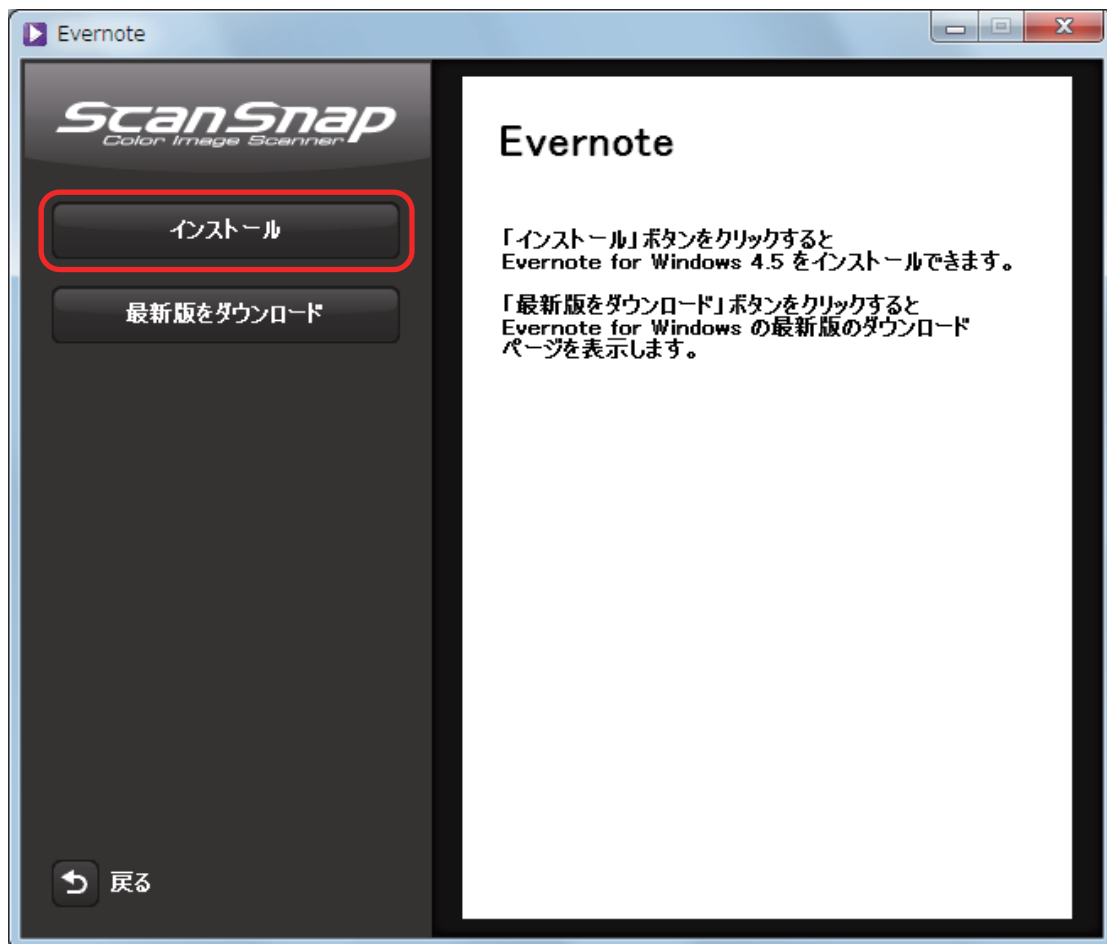 Evernote
ScanSnap
Color Image Scanner
インストール
最新版をダウンロード
戻る
Evernote
「インストール」ボタンをクリックすると
Evernote for Windows 4.5 をインストールできます。
「最新版をダウンロード」ボタンをクリックすると
Evernote for Windows の最新版のダウンロード
ページを表示します。